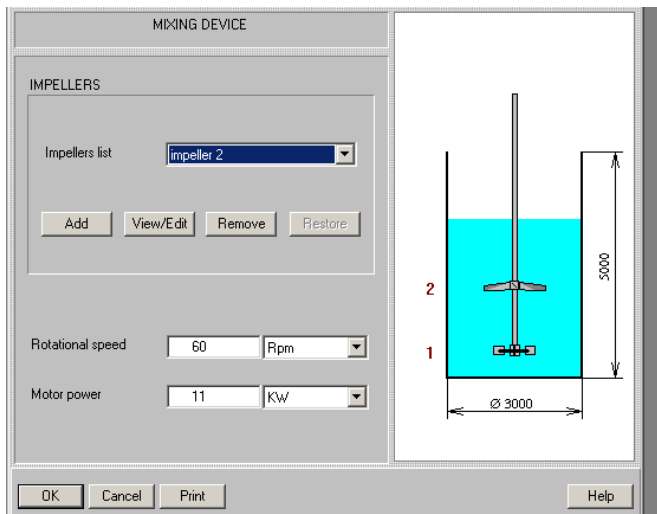 MIXING DEVICE
IMPELLERS
Impellers list
impeller 2
Add
View/Edit
Remove
Restore
Rotational speed
60
Rpm
Motor power
11
KW
OK
Cancel
Print
2
1
5000
Ø 3000
Help